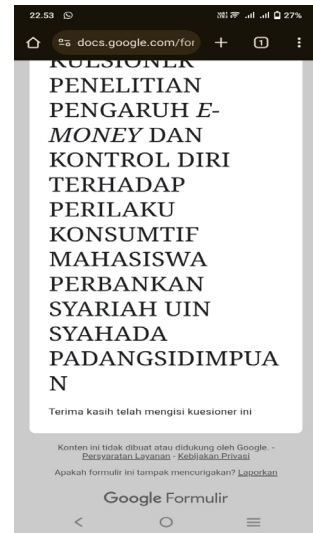 22.53 27%
docs.google.com/for 1
KUESIONER
PENELITIAN
PENGARUH E-
MONEY DAN
KONTROL DIRI
TERHADAP
PERILAKU
KONSUMTIF
MAHASISWA
PERBANKAN
SYARIAH UIN
SYAHADA
PADANGSIDIMPUA
N
Terima kasih telah mengisi kuesioner ini
Konten ini tidak dibuat atau didukung oleh Google. -
Persyaratan Layanan - Kebijakan Privasi
Apakah formulir ini tampak mencurigakan? Laporkan
Google Formulir